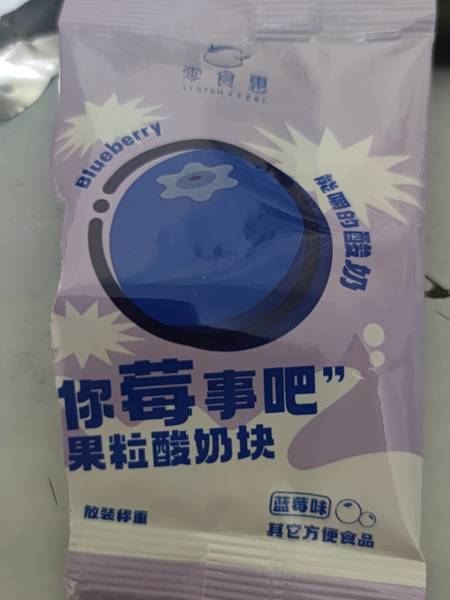 零食惠
Blueberry
能嚼的酸奶
你莓事吧”
果粒酸奶块
散装称重
蓝莓味
其它方便食品